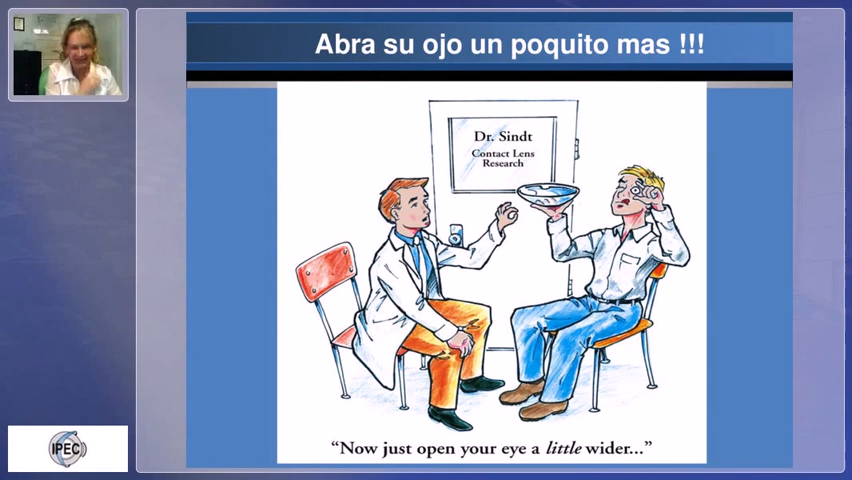 Abra su ojo un poquito mas !!!
Dr. Sindt
Contact Lens
Research
“Now just open your eye a little wider...”
IPEC